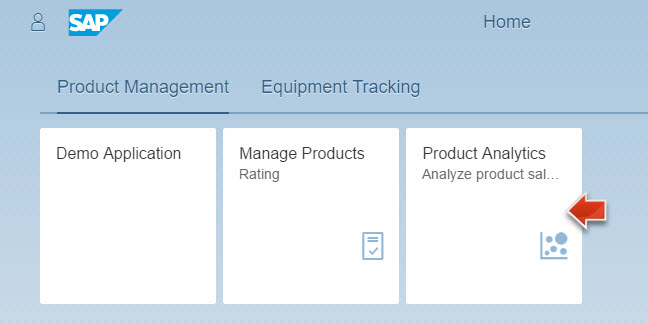 SAP
Home
Product Management
Equipment Tracking
Demo Application
Manage Products
Rating
Product Analytics
Analyze product sal...